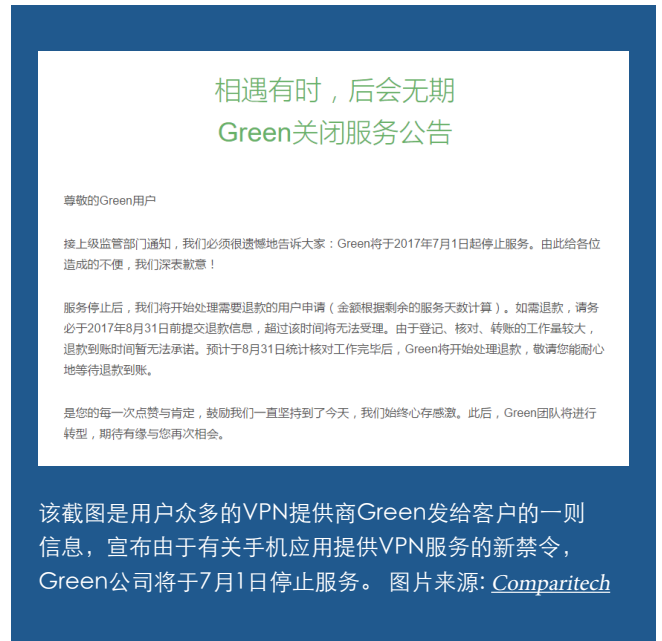 相遇有时，后会无期
Green关闭服务公告
尊敬的Green用户
接上级监管部门通知，我们必须很遗憾地告诉大家：Green将于2017年7月1日起停止服务。由此给各位
造成的不便，我们深表歉意！
服务停止后，我们将开始处理需要退款的用户申请（金额根据剩余的服务天数计算）。如需退款，请务
必于2017年8月31日前提交退款信息，超过该时间将无法受理。由于登记、核对、转账的工作量较大，
退款到账时间暂无法承诺。预计于8月31日统计核对工作完毕后，Green将开始处理退款，敬请您能耐心
地等待退款到账。
是您的每一次点赞与肯定，鼓励我们一直坚持到了今天，我们始终心存感激。此后，Green团队将进行
转型，期待有缘与您再次相会。
该截图是用户众多的VPN提供商Green发给客户的一则
信息，宣布由于有关手机应用提供VPN服务的新禁令，
Green公司将于7月1日停止服务。 图片来源: Comparitech